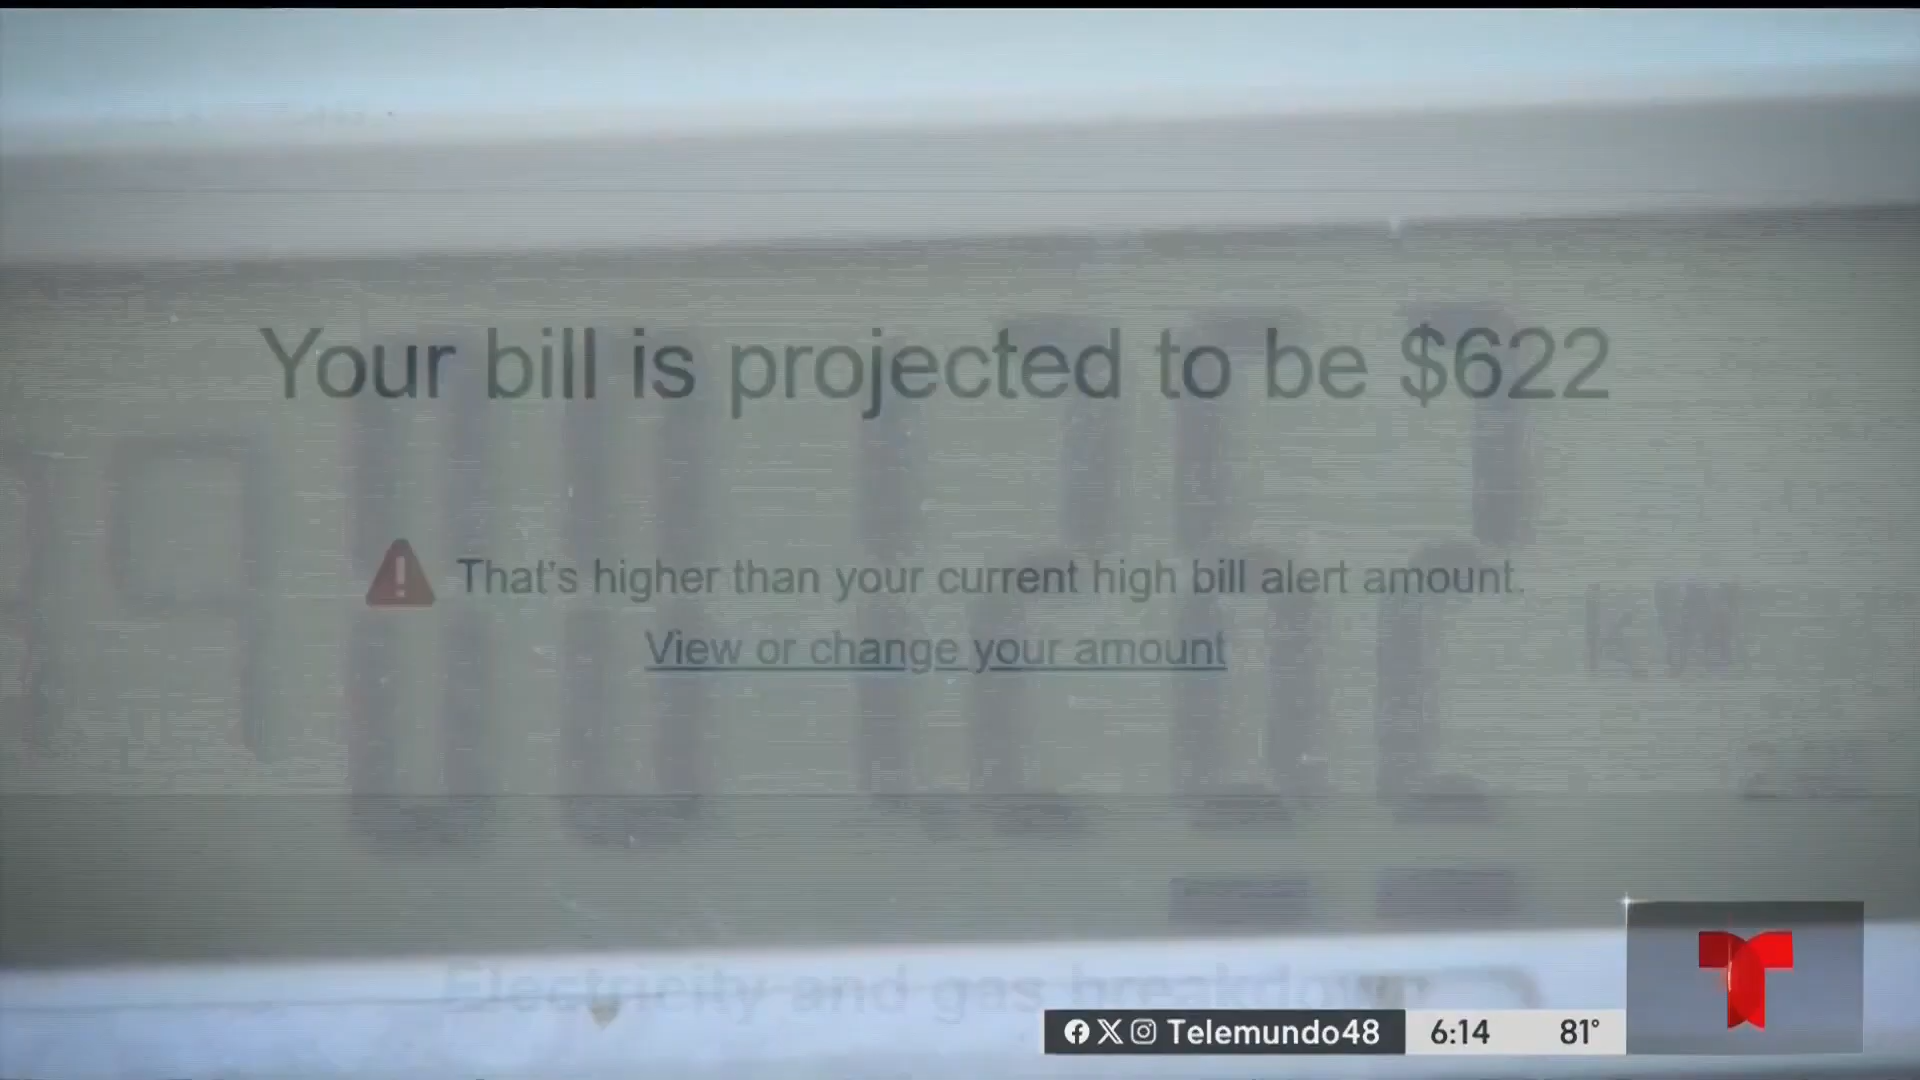 Your bill is projected to be $622
That's higher than your current high bill alert amount.
View or change your amount
kW
Electricity and gas breakdown
Telemundo48
6:14
81°